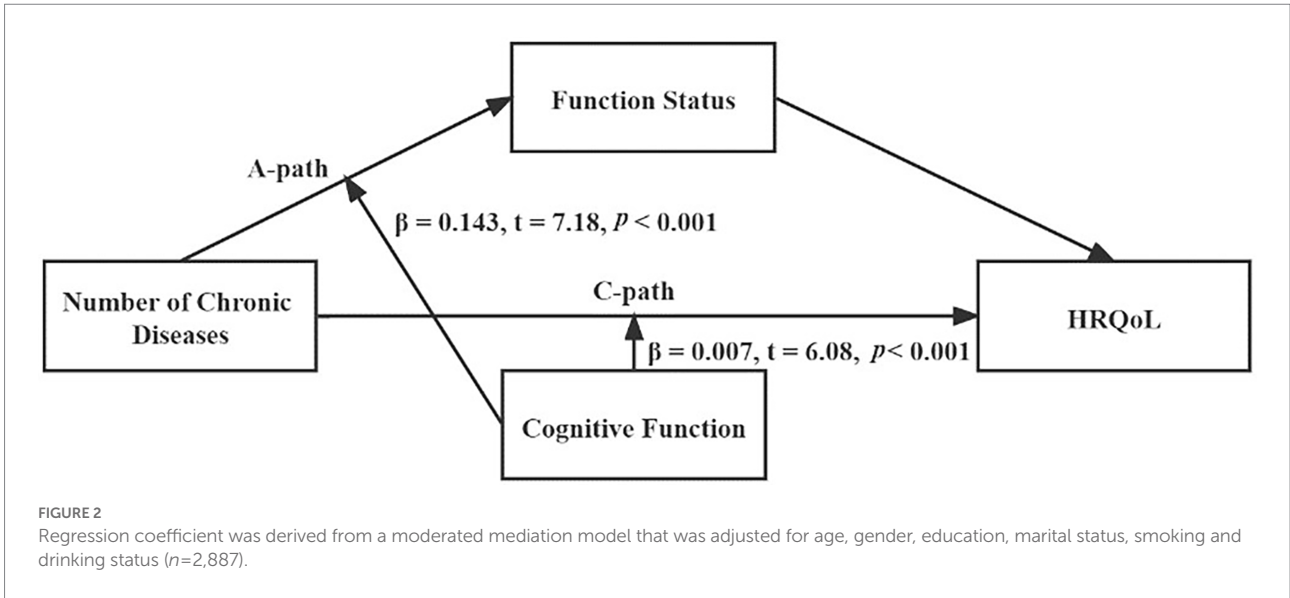 Function Status
A-path
β = 0.143, t = 7.18, P < 0.001
Number of Chronic
Diseases
C-path
HRQoL
β = 0.007, t = 6.08, p< 0.001
Cognitive Function
FIGURE 2
Regression coefficient was derived from a moderated mediation model that was adjusted for age, gender, education, marital status, smoking and
drinking status (n=2,887).